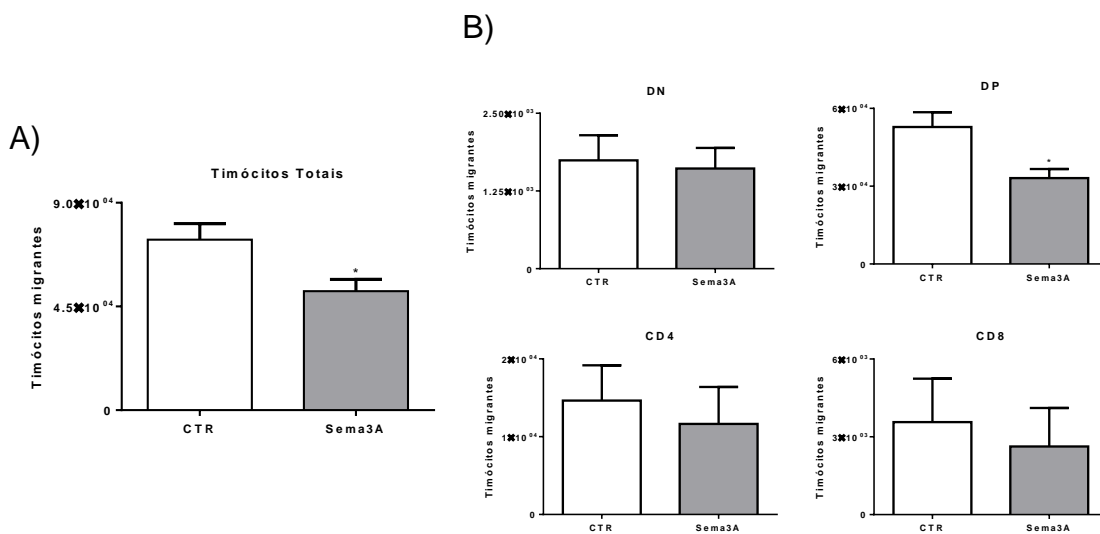 A)
Timócitos Totais
Timócitos migrantes
9.0✖10 04
4.5✖10 04
0
CTR
*
Sema3A
B)
DN
Timócitos migrantes
2.50✖10 03
1.25✖10 03
0
CTR
Sema3A
DP
Timócitos migrantes
6✖10 04
3✖10 04
0
CTR
*
Sema3A
CD4
Timócitos migrantes
2✖10 04
1✖10 04
0
CTR
Sema3A
CD8
Timócitos migrantes
6✖10 03
3✖10 03
0
CTR
Sema3A